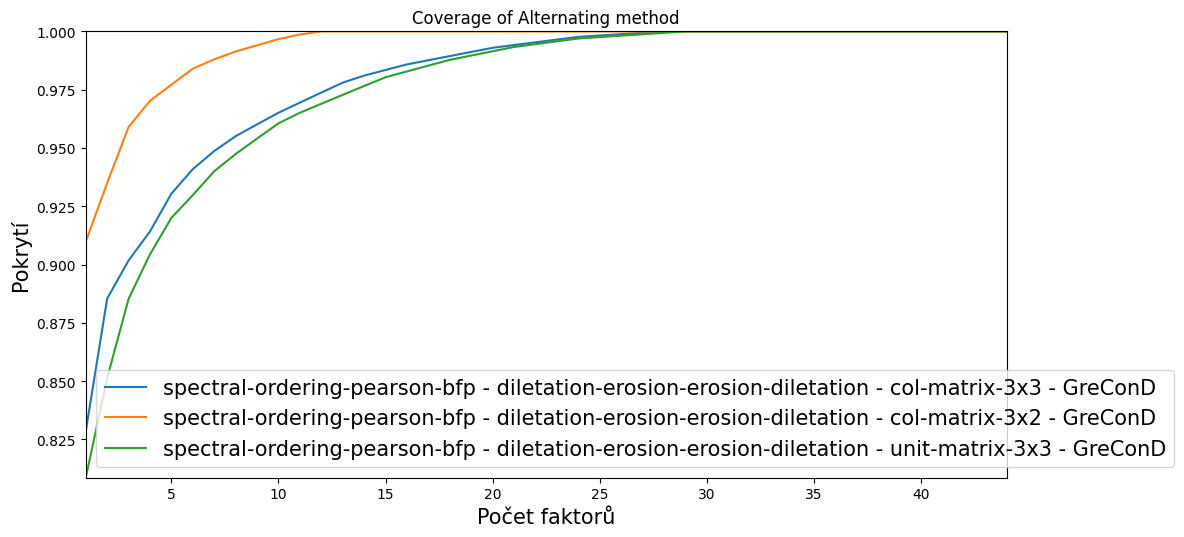 Coverage of Alternating method
1.000
0.975
0.950
0.925
0.900
0.875
0.850
0.825
Pokrytí
spectral-ordering-pearson-bfp - diletation-erosion-erosion-diletation - col-matrix-3x3 - GreConD
spectral-ordering-pearson-bfp - diletation-erosion-erosion-diletation - col-matrix-3x2 - GreConD
spectral-ordering-pearson-bfp - diletation-erosion-erosion-diletation - unit-matrix-3x3 - GreConD
5 10 15 20 25 30 35 40
Počet faktorů